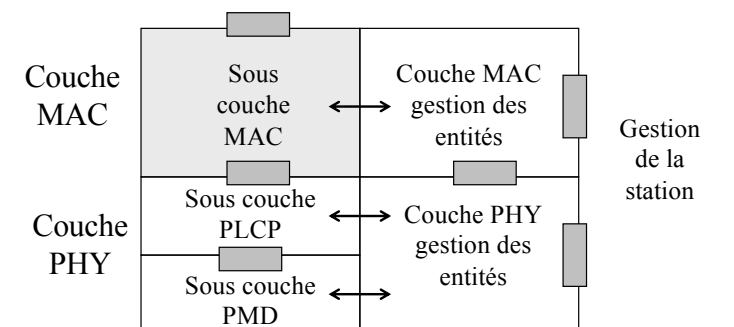 Couche
MAC
Sous
couche
MAC
Couche MAC
gestion des
entités
Gestion
de la
station
Couche
PHY
Sous couche
PLCP
Couche PHY
gestion des
entités
Sous couche
PMD